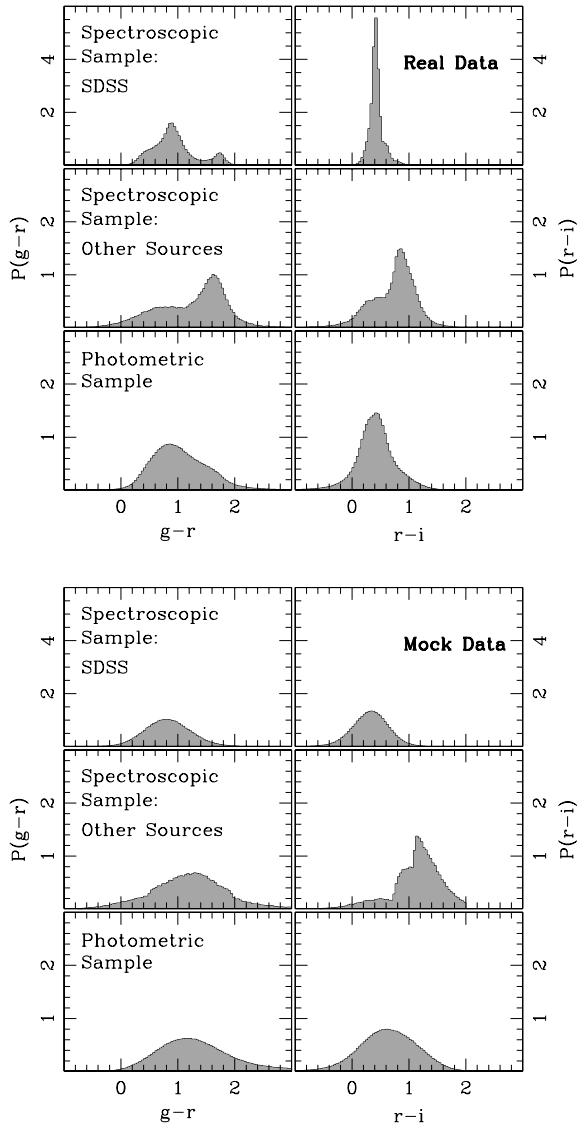 Spectroscopic
Sample:
SDSS
Real Data
4
2
4
2
Spectroscopic
Sample:
Other Sources
P(g−r)
2
1
2
1
P(r−i)
Photometric
Sample
2
1
2
1
0 1 2
0 1 2
g−r
r−i
Spectroscopic
Sample:
SDSS
Mock Data
4
2
4
2
Spectroscopic
Sample:
Other Sources
P(g−r)
2
1
2
1
P(r−i)
Photometric
Sample
2
1
2
1
0 1 2
0 1 2
g−r
r−i